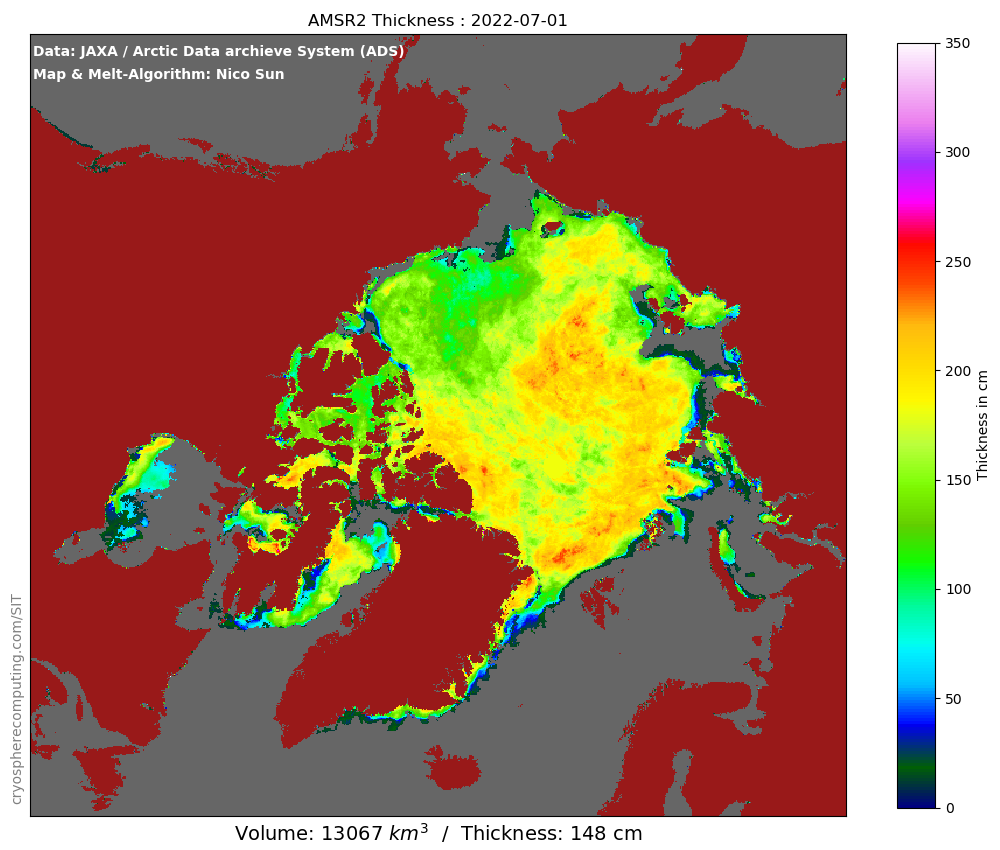 AMSR2 Thickness : 2022-07-01
Data: JAXA / Arctic Data archieve System (ADS)
Map & Melt-Algorithm: Nico Sun
350
300
250
200
150
100
50
0
Thickness in cm
cryospherecomputing.com/SIT
Volume: 13067 km³ / Thickness: 148 cm